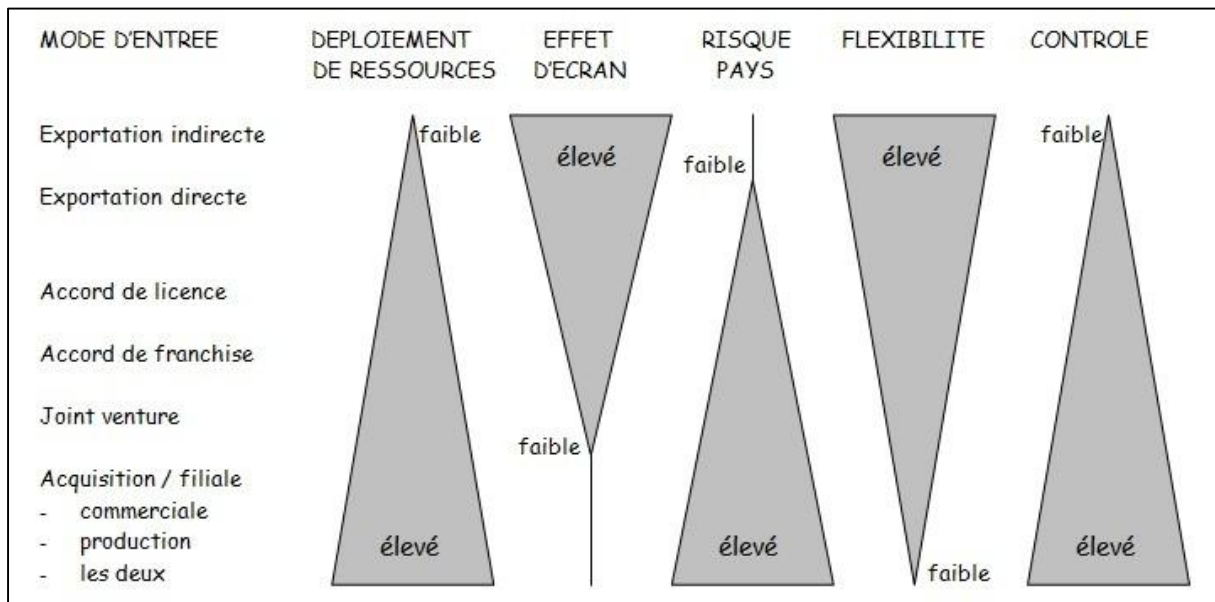 MODE D'ENTREE
DEPLOIEMENT
DE RESSOURCES
EFFET
D'ECRAN
RISQUE
PAYS
FLEXIBILITE
CONTROLE
Exportation indirecte
faible
élevé
faible
élevé
faible
Exportation directe
Accord de licence
Accord de franchise
Joint venture
faible
Acquisition / filiale
- commerciale
- production
- les deux
élevé
élevé
faible
élevé